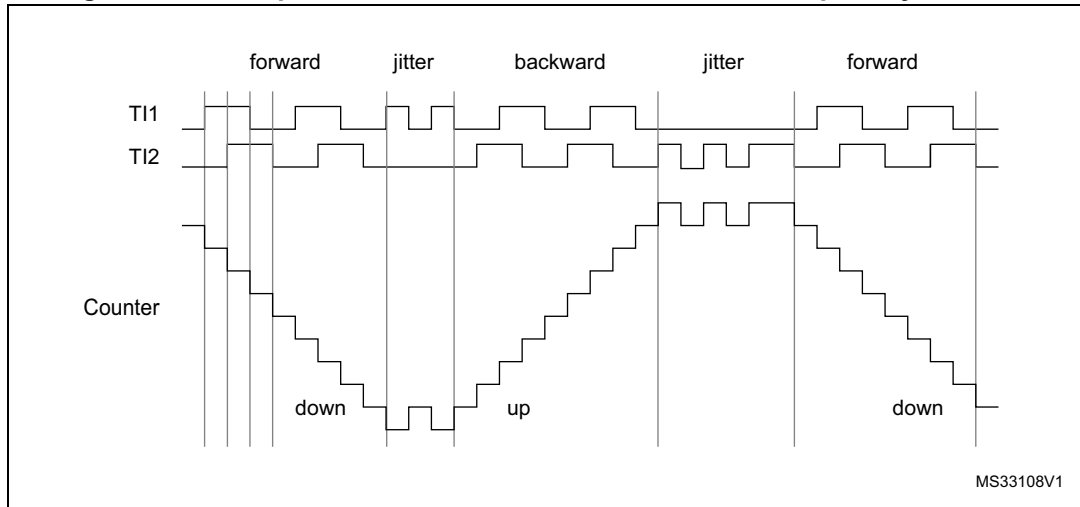 forward jitter backward jitter forward
TI1
TI2
Counter
down up down
MS33108V1